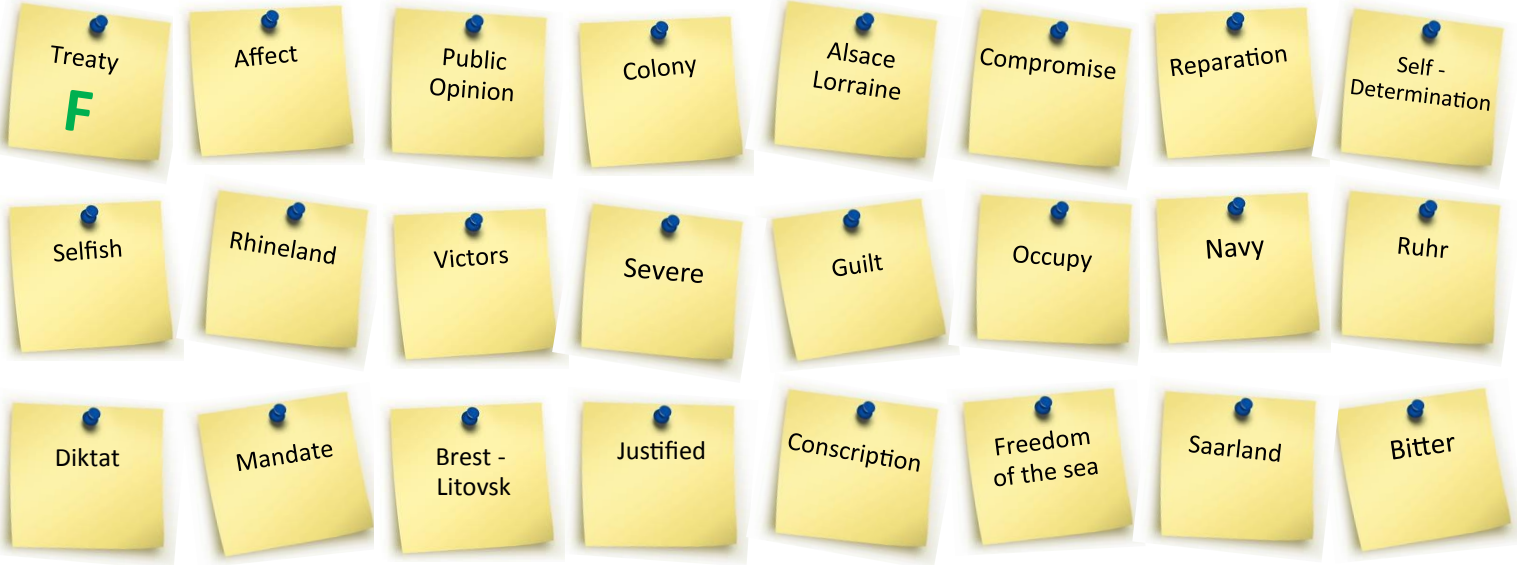 Treaty
F
Affect
Public
Opinion
Colony
Alsace
Lorraine
Compromise
Reparation
Self -
Determination
Selfish
Rhineland
Victors
Severe
Guilt
Occupy
Navy
Ruhr
Diktat
Mandate
Brest -
Litovsk
Justified
Conscription
Freedom
of the sea
Saarland
Bitter